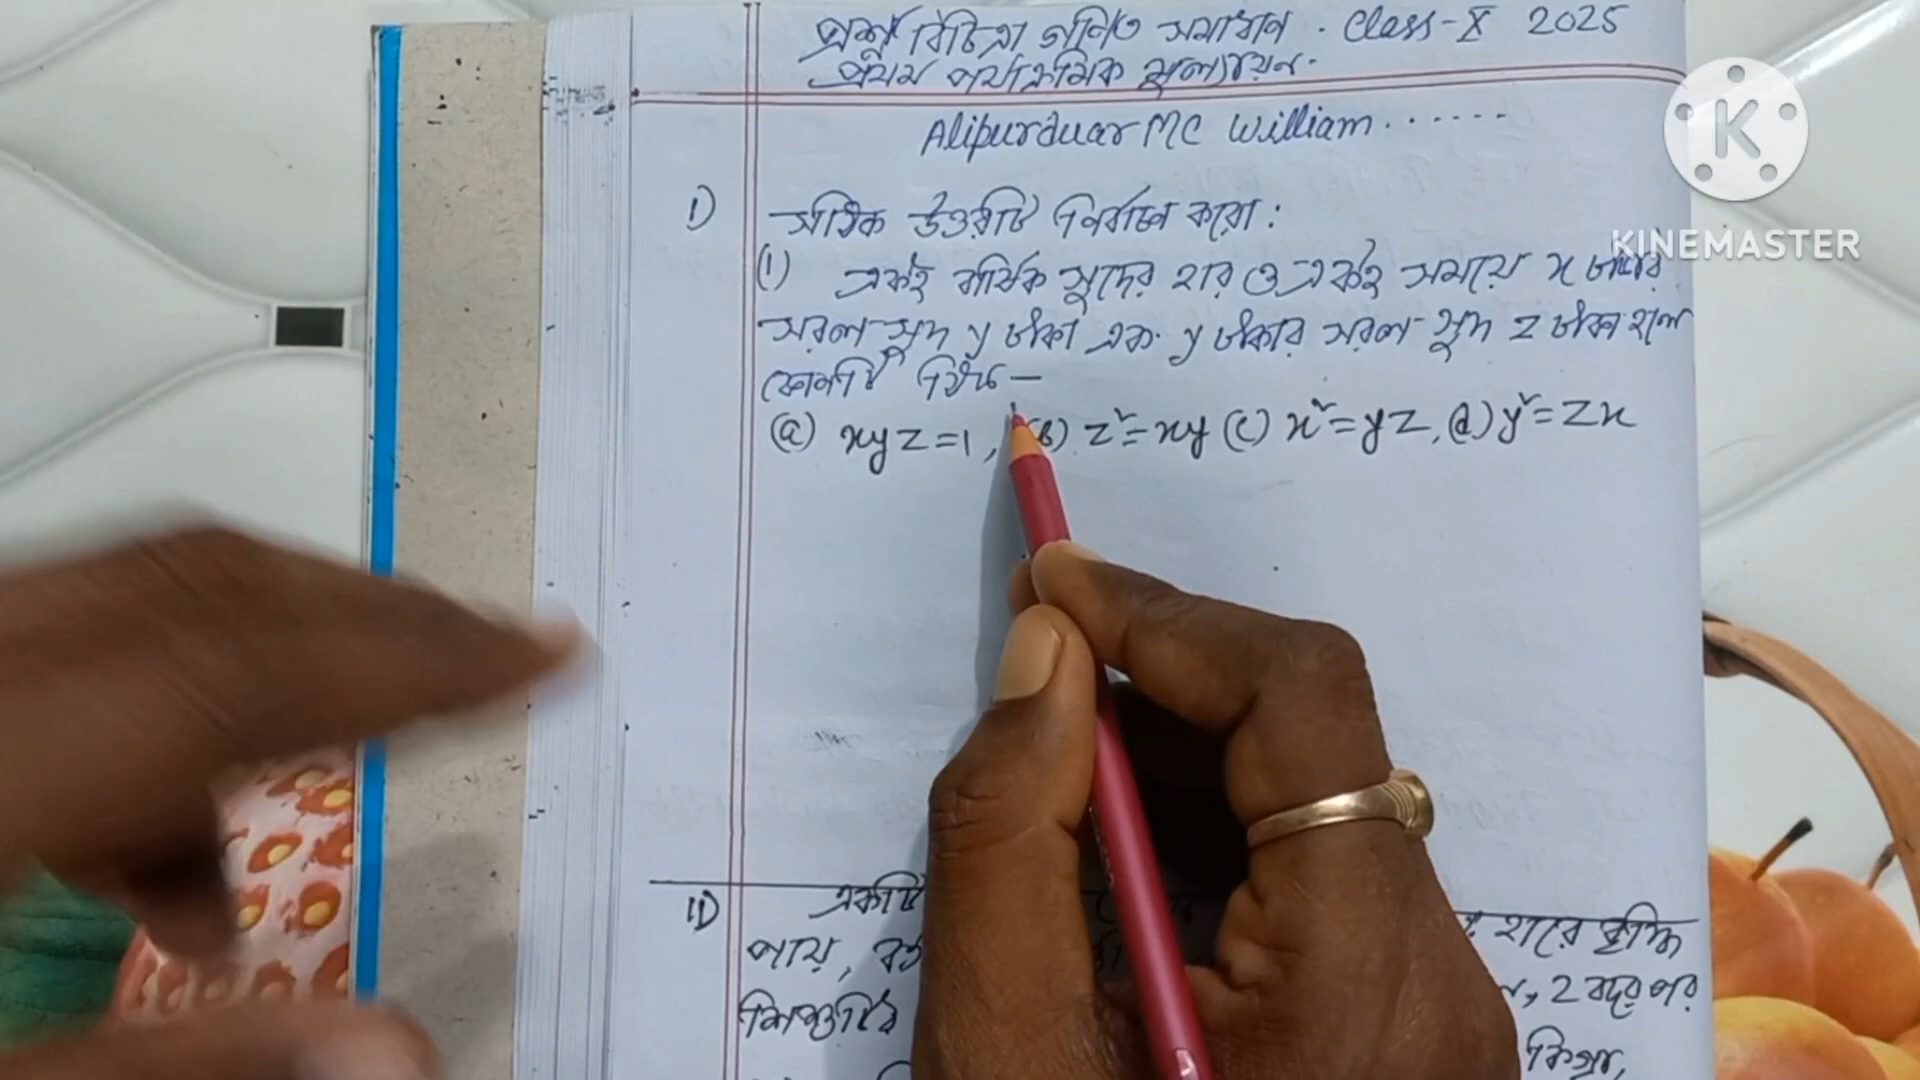 প্রশ্ন বিচিত্রা গণিত সমাধান . Class-X 2025
প্রথম পর্যায়ক্রমিক মূল্যায়ন.
Alipurduar MC William . . . . . .
K
KINEMASTER
1) সঠিক উত্তরটি নির্বাচন করো :
(1) একই বার্ষিক সুদের হার ও একই সময়ে x টাকার
সরল সুদ y টাকা এবং y টাকার সরল সুদ z টাকা হলে
কোনটি ঠিক —
(a) xyz=1, (b) z²=xy (c) x²=yz, (d) y²=zx
11) একটি হারে বৃদ্ধি
পায়, 2 বছর পর